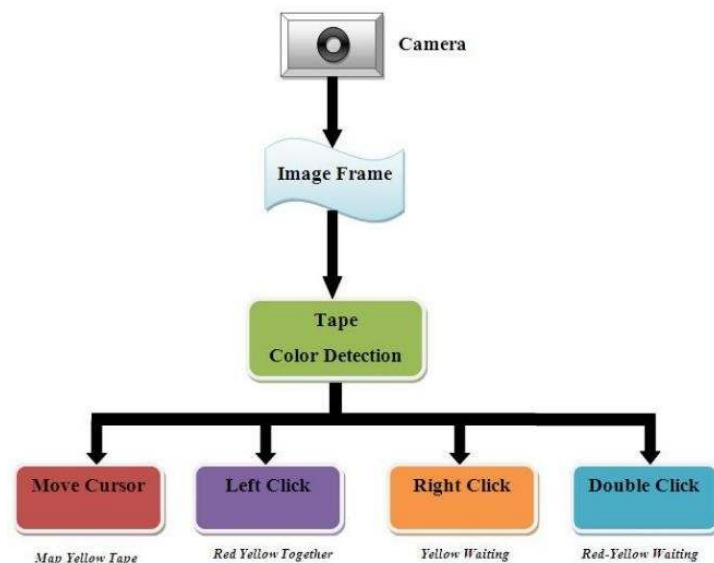 Camera
Image Frame
Tape
Color Detection
Move Cursor
Left Click
Right Click
Double Click
Map Yellow Tape
Red Yellow Together
Yellow Waiting
Red-Yellow Waiting